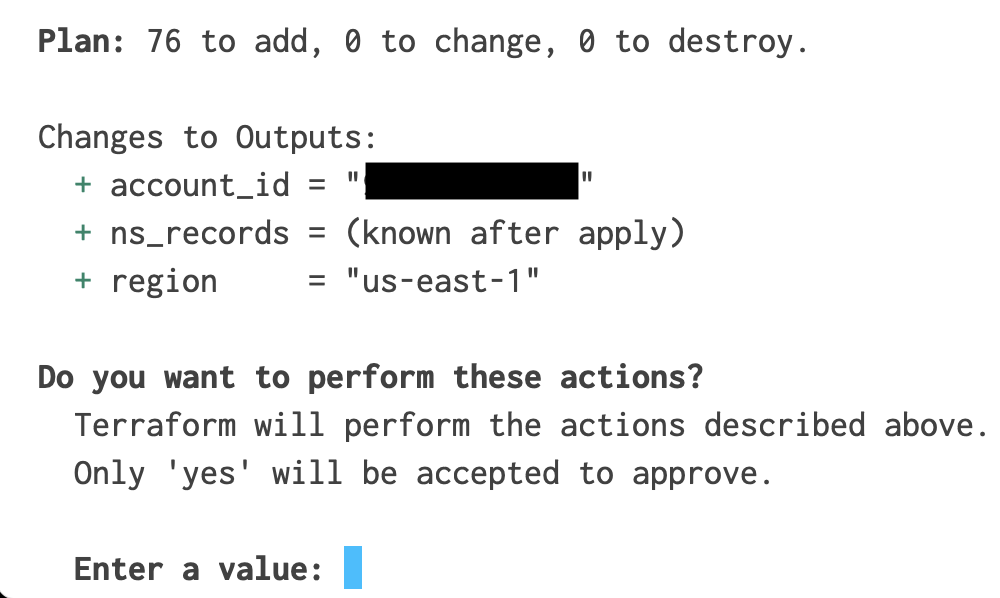 Plan: 76 to add, 0 to change, 0 to destroy.
Changes to Outputs:
+ account_id = "          "
+ ns_records = (known after apply)
+ region     = "us-east-1"
Do you want to perform these actions?
Terraform will perform the actions described above.
Only 'yes' will be accepted to approve.
Enter a value: